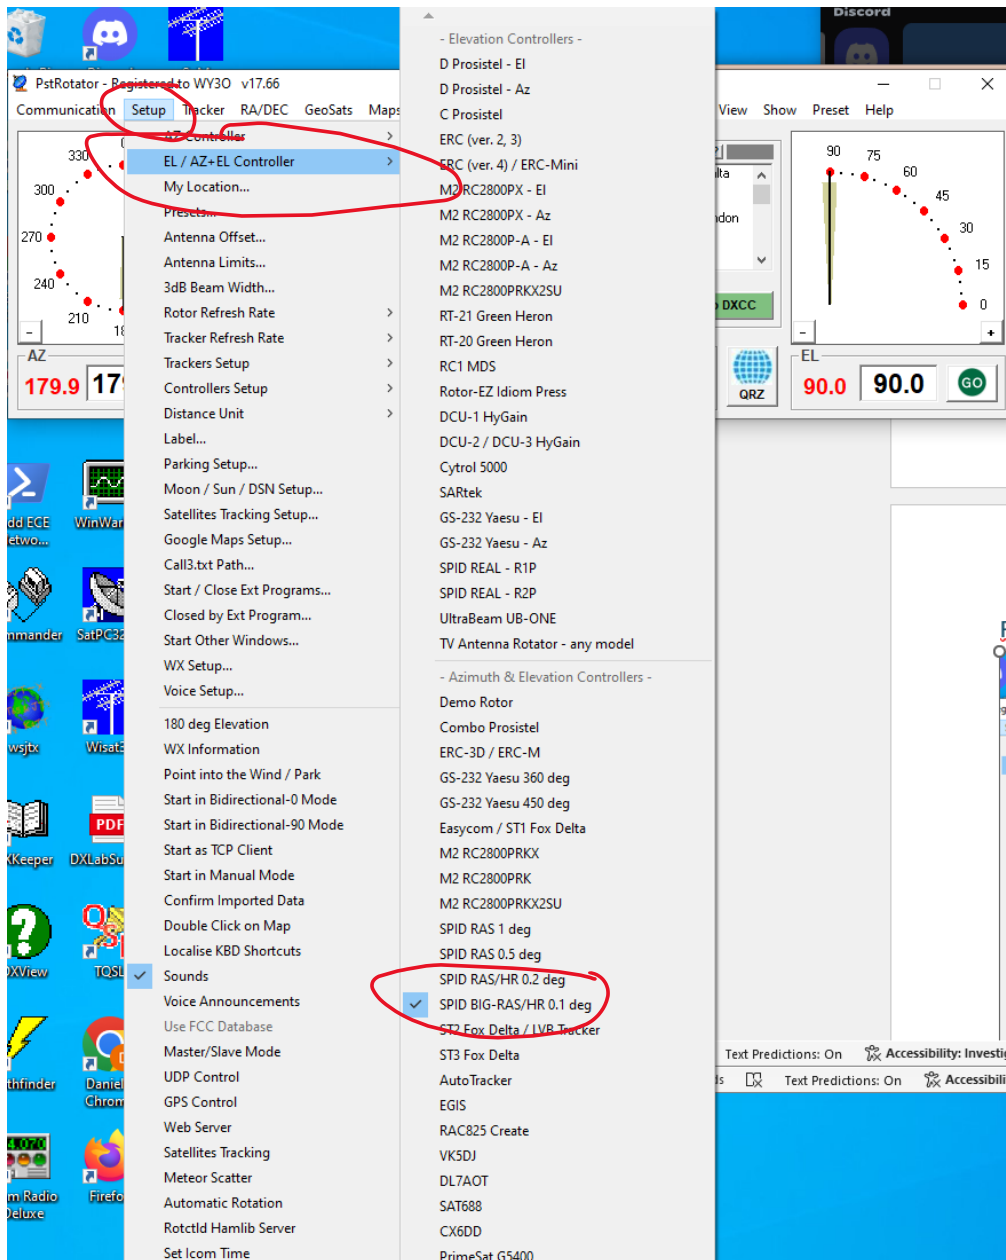 Discord
PstRotator - Registered to WY3O v17.66
Communication Setup Tracker RA/DEC GeoSats Maps
View Show Preset Help
330
300
270
240
210
AZ
179.9
90
75
60
45
30
15
0
-
+
DXCC
QRZ
EL
90.0 90.0 GO
AZ Controller
EL / AZ+EL Controller
My Location...
Presets...
Antenna Offset...
Antenna Limits...
3dB Beam Width...
Rotor Refresh Rate
Tracker Refresh Rate
Trackers Setup
Controllers Setup
Distance Unit
Label...
Parking Setup...
Moon / Sun / DSN Setup...
Satellites Tracking Setup...
Google Maps Setup...
Call3.txt Path...
Start / Close Ext Programs...
Closed by Ext Program...
Start Other Windows...
WX Setup...
Voice Setup...
180 deg Elevation
WX Information
Point into the Wind / Park
Start in Bidirectional-0 Mode
Start in Bidirectional-90 Mode
Start as TCP Client
Start in Manual Mode
Confirm Imported Data
Double Click on Map
Localise KBD Shortcuts
Sounds
Voice Announcements
Use FCC Database
Master/Slave Mode
UDP Control
GPS Control
Web Server
Satellites Tracking
Meteor Scatter
Automatic Rotation
Rotctld Hamlib Server
Set Icom Time
- Elevation Controllers -
D Prosistel - El
D Prosistel - Az
C Prosistel
ERC (ver. 2, 3)
ERC (ver. 4) / ERC-Mini
M2 RC2800PX - El
M2 RC2800PX - Az
M2 RC2800P-A - El
M2 RC2800P-A - Az
M2 RC2800PRKX2SU
RT-21 Green Heron
RT-20 Green Heron
RC1 MDS
Rotor-EZ Idiom Press
DCU-1 HyGain
DCU-2 / DCU-3 HyGain
Cytrol 5000
SARtek
GS-232 Yaesu - El
GS-232 Yaesu - Az
SPID REAL - R1P
SPID REAL - R2P
UltraBeam UB-ONE
TV Antenna Rotator - any model
- Azimuth & Elevation Controllers -
Demo Rotor
Combo Prosistel
ERC-3D / ERC-M
GS-232 Yaesu 360 deg
GS-232 Yaesu 450 deg
Easycom / ST1 Fox Delta
M2 RC2800PRKX
M2 RC2800PRK
M2 RC2800PRKX2SU
SPID RAS 1 deg
SPID RAS 0.5 deg
SPID RAS/HR 0.2 deg
SPID BIG-RAS/HR 0.1 deg
ST2 Fox Delta / LVB Tracker
ST3 Fox Delta
AutoTracker
EGIS
RAC825 Create
VK5DJ
DL7AOT
SAT688
CX6DD
PrimeSat G5400
dd ECE
etwo...
WinWar
mmander
SatPC32
wsjtx
Wisat3
PDF
XKeeper
DXLabSu
XView
TQSL
thfinder
Daniel
Chrom
m Radio
Deluxe
Firefo
Text Predictions: On Accessibility: Investig
Text Predictions: On Accessibili